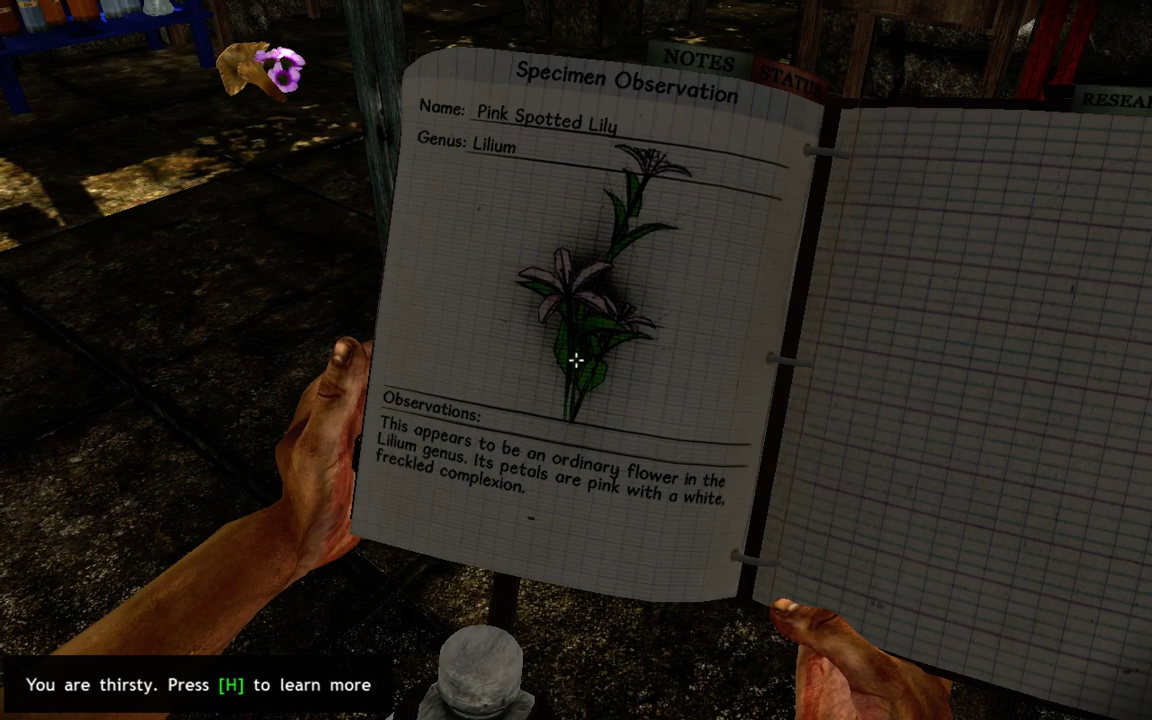 NOTES
STATUS
Specimen Observation
Name: Pink Spotted Lily
Genus: Lilium
Observations:
This appears to be an ordinary flower in the
Lilium genus. Its petals are pink with a white,
freckled complexion.
RESEA
You are thirsty. Press [H] to learn more